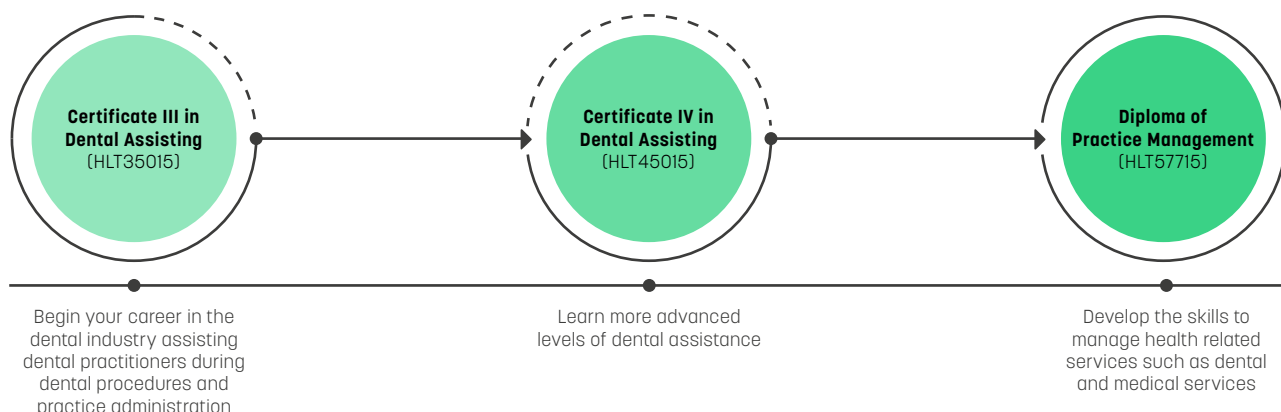 Certificate III in
Dental Assisting
(HLT35015)
Certificate IV in
Dental Assisting
(HLT45015)
Diploma of
Practice Management
(HLT57715)
Begin your career in the
dental industry assisting
dental practitioners during
dental procedures and
practice administration
Learn more advanced
levels of dental assistance
Develop the skills to
manage health related
services such as dental
and medical services